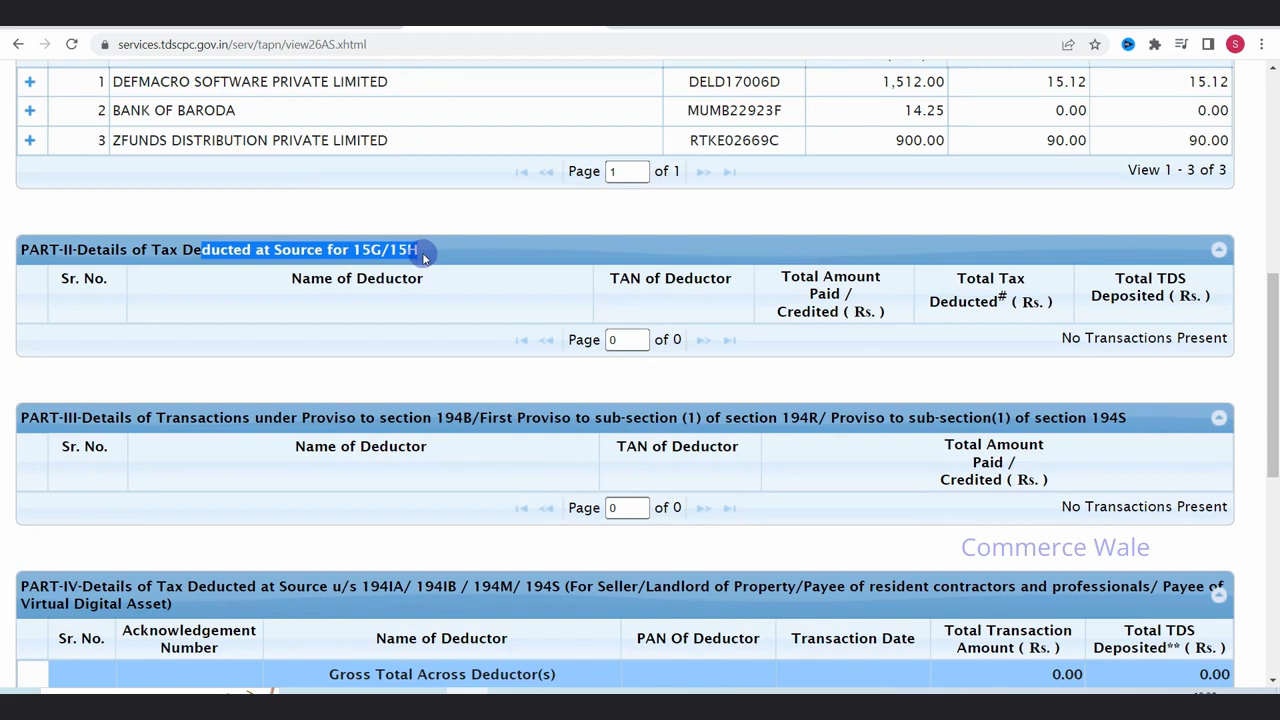 services.tdscpc.gov.in/serv/tapn/view26AS.xhtml
S
1 DEFMACRO SOFTWARE PRIVATE LIMITED DELD17006D 1,512.00 15.12 15.12
2 BANK OF BARODA MUMB22923F 14.25 0.00 0.00
3 ZFUNDS DISTRIBUTION PRIVATE LIMITED RTKE02669C 900.00 90.00 90.00
Page 1 of 1 View 1 - 3 of 3
PART-II-Details of Tax Deducted at Source for 15G/15H
Sr. No. Name of Deductor TAN of Deductor Total Amount Paid / Credited ( Rs. ) Total Tax Deducted# ( Rs. ) Total TDS Deposited ( Rs. )
Page 0 of 0 No Transactions Present
PART-III-Details of Transactions under Proviso to section 194B/First Proviso to sub-section (1) of section 194R/ Proviso to sub-section(1) of section 194S
Sr. No. Name of Deductor TAN of Deductor Total Amount Paid / Credited ( Rs. )
Page 0 of 0 No Transactions Present
Commerce Wale
PART-IV-Details of Tax Deducted at Source u/s 194IA/ 194IB / 194M/ 194S (For Seller/Landlord of Property/Payee of resident contractors and professionals/ Payee of
Virtual Digital Asset)
Sr. No. Acknowledgement Number Name of Deductor PAN Of Deductor Transaction Date Total Transaction Amount ( Rs. ) Total TDS Deposited** ( Rs. )
Gross Total Across Deductor(s) 0.00 0.00